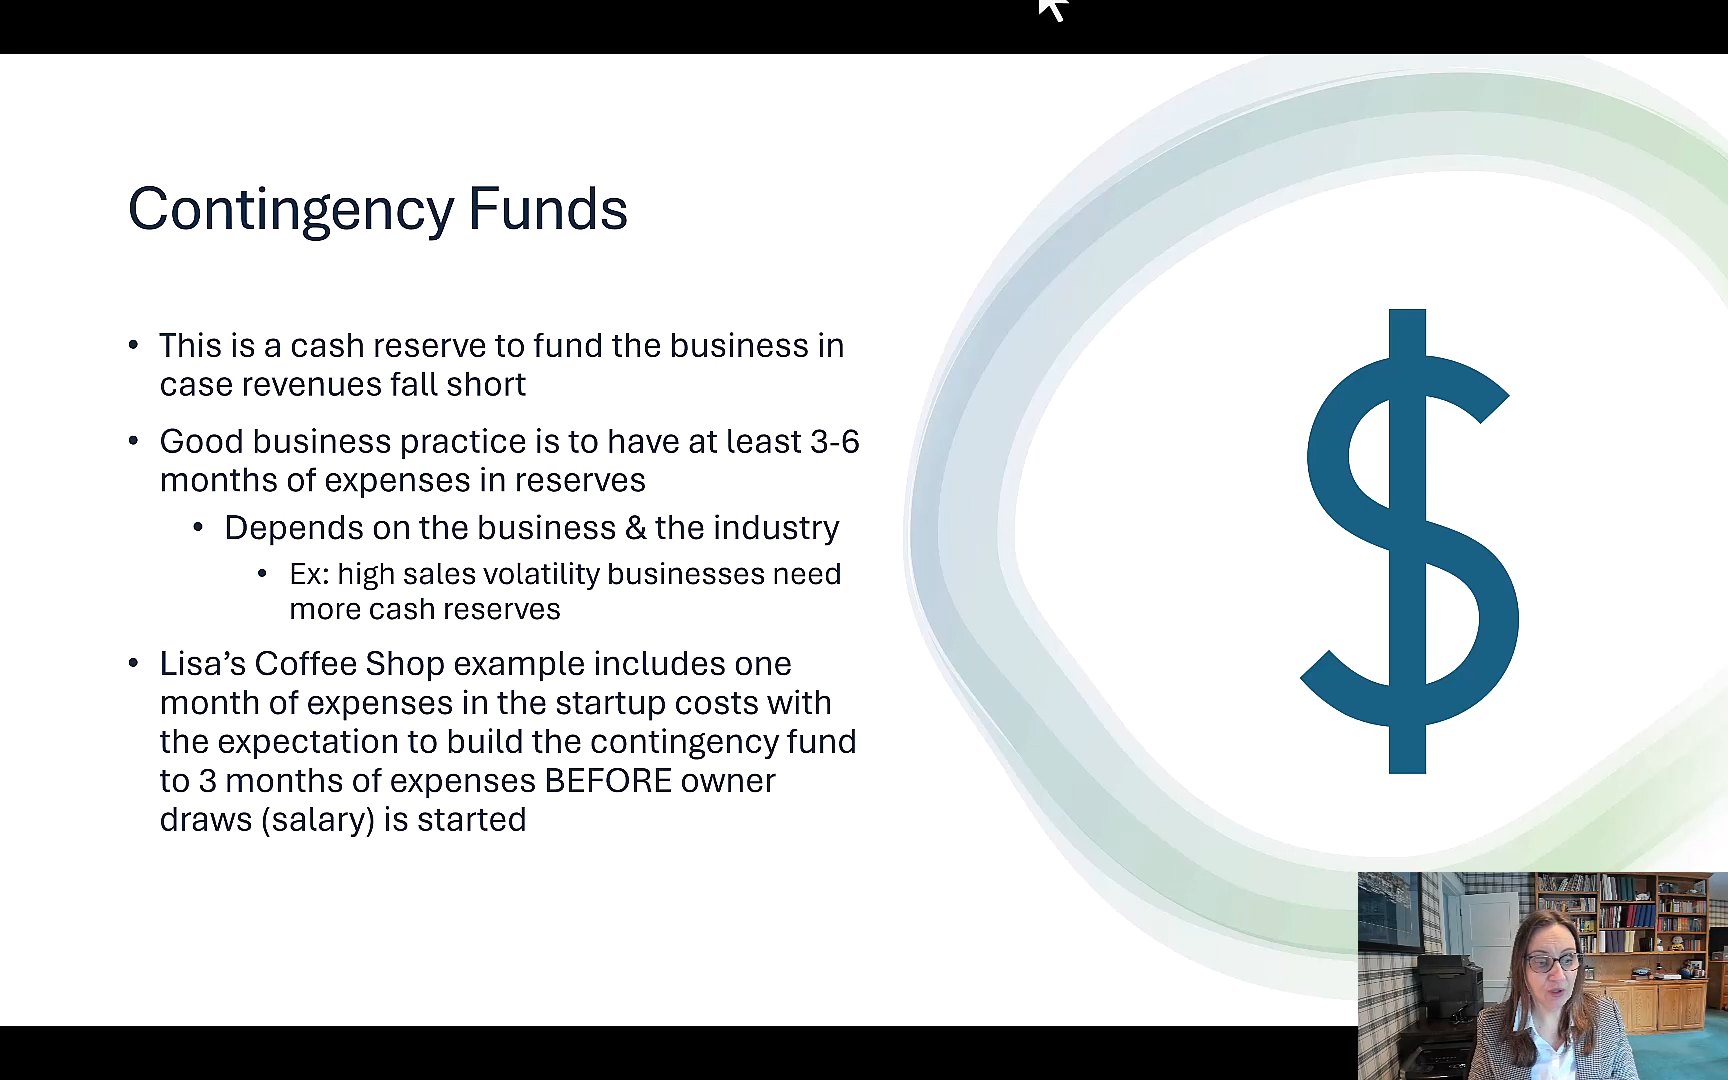 Contingency Funds
• This is a cash reserve to fund the business in
case revenues fall short
• Good business practice is to have at least 3-6
months of expenses in reserves
• Depends on the business & the industry
• Ex: high sales volatility businesses need
more cash reserves
• Lisa’s Coffee Shop example includes one
month of expenses in the startup costs with
the expectation to build the contingency fund
to 3 months of expenses BEFORE owner
draws (salary) is started
$